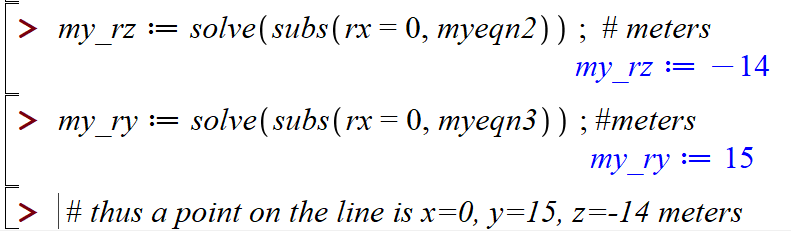 > my_rz := solve(subs(rx = 0, myeqn2)) ; # meters
my_rz := −14
> my_ry := solve(subs(rx = 0, myeqn3)) ; #meters
my_ry := 15
> # thus a point on the line is x=0, y=15, z=-14 meters